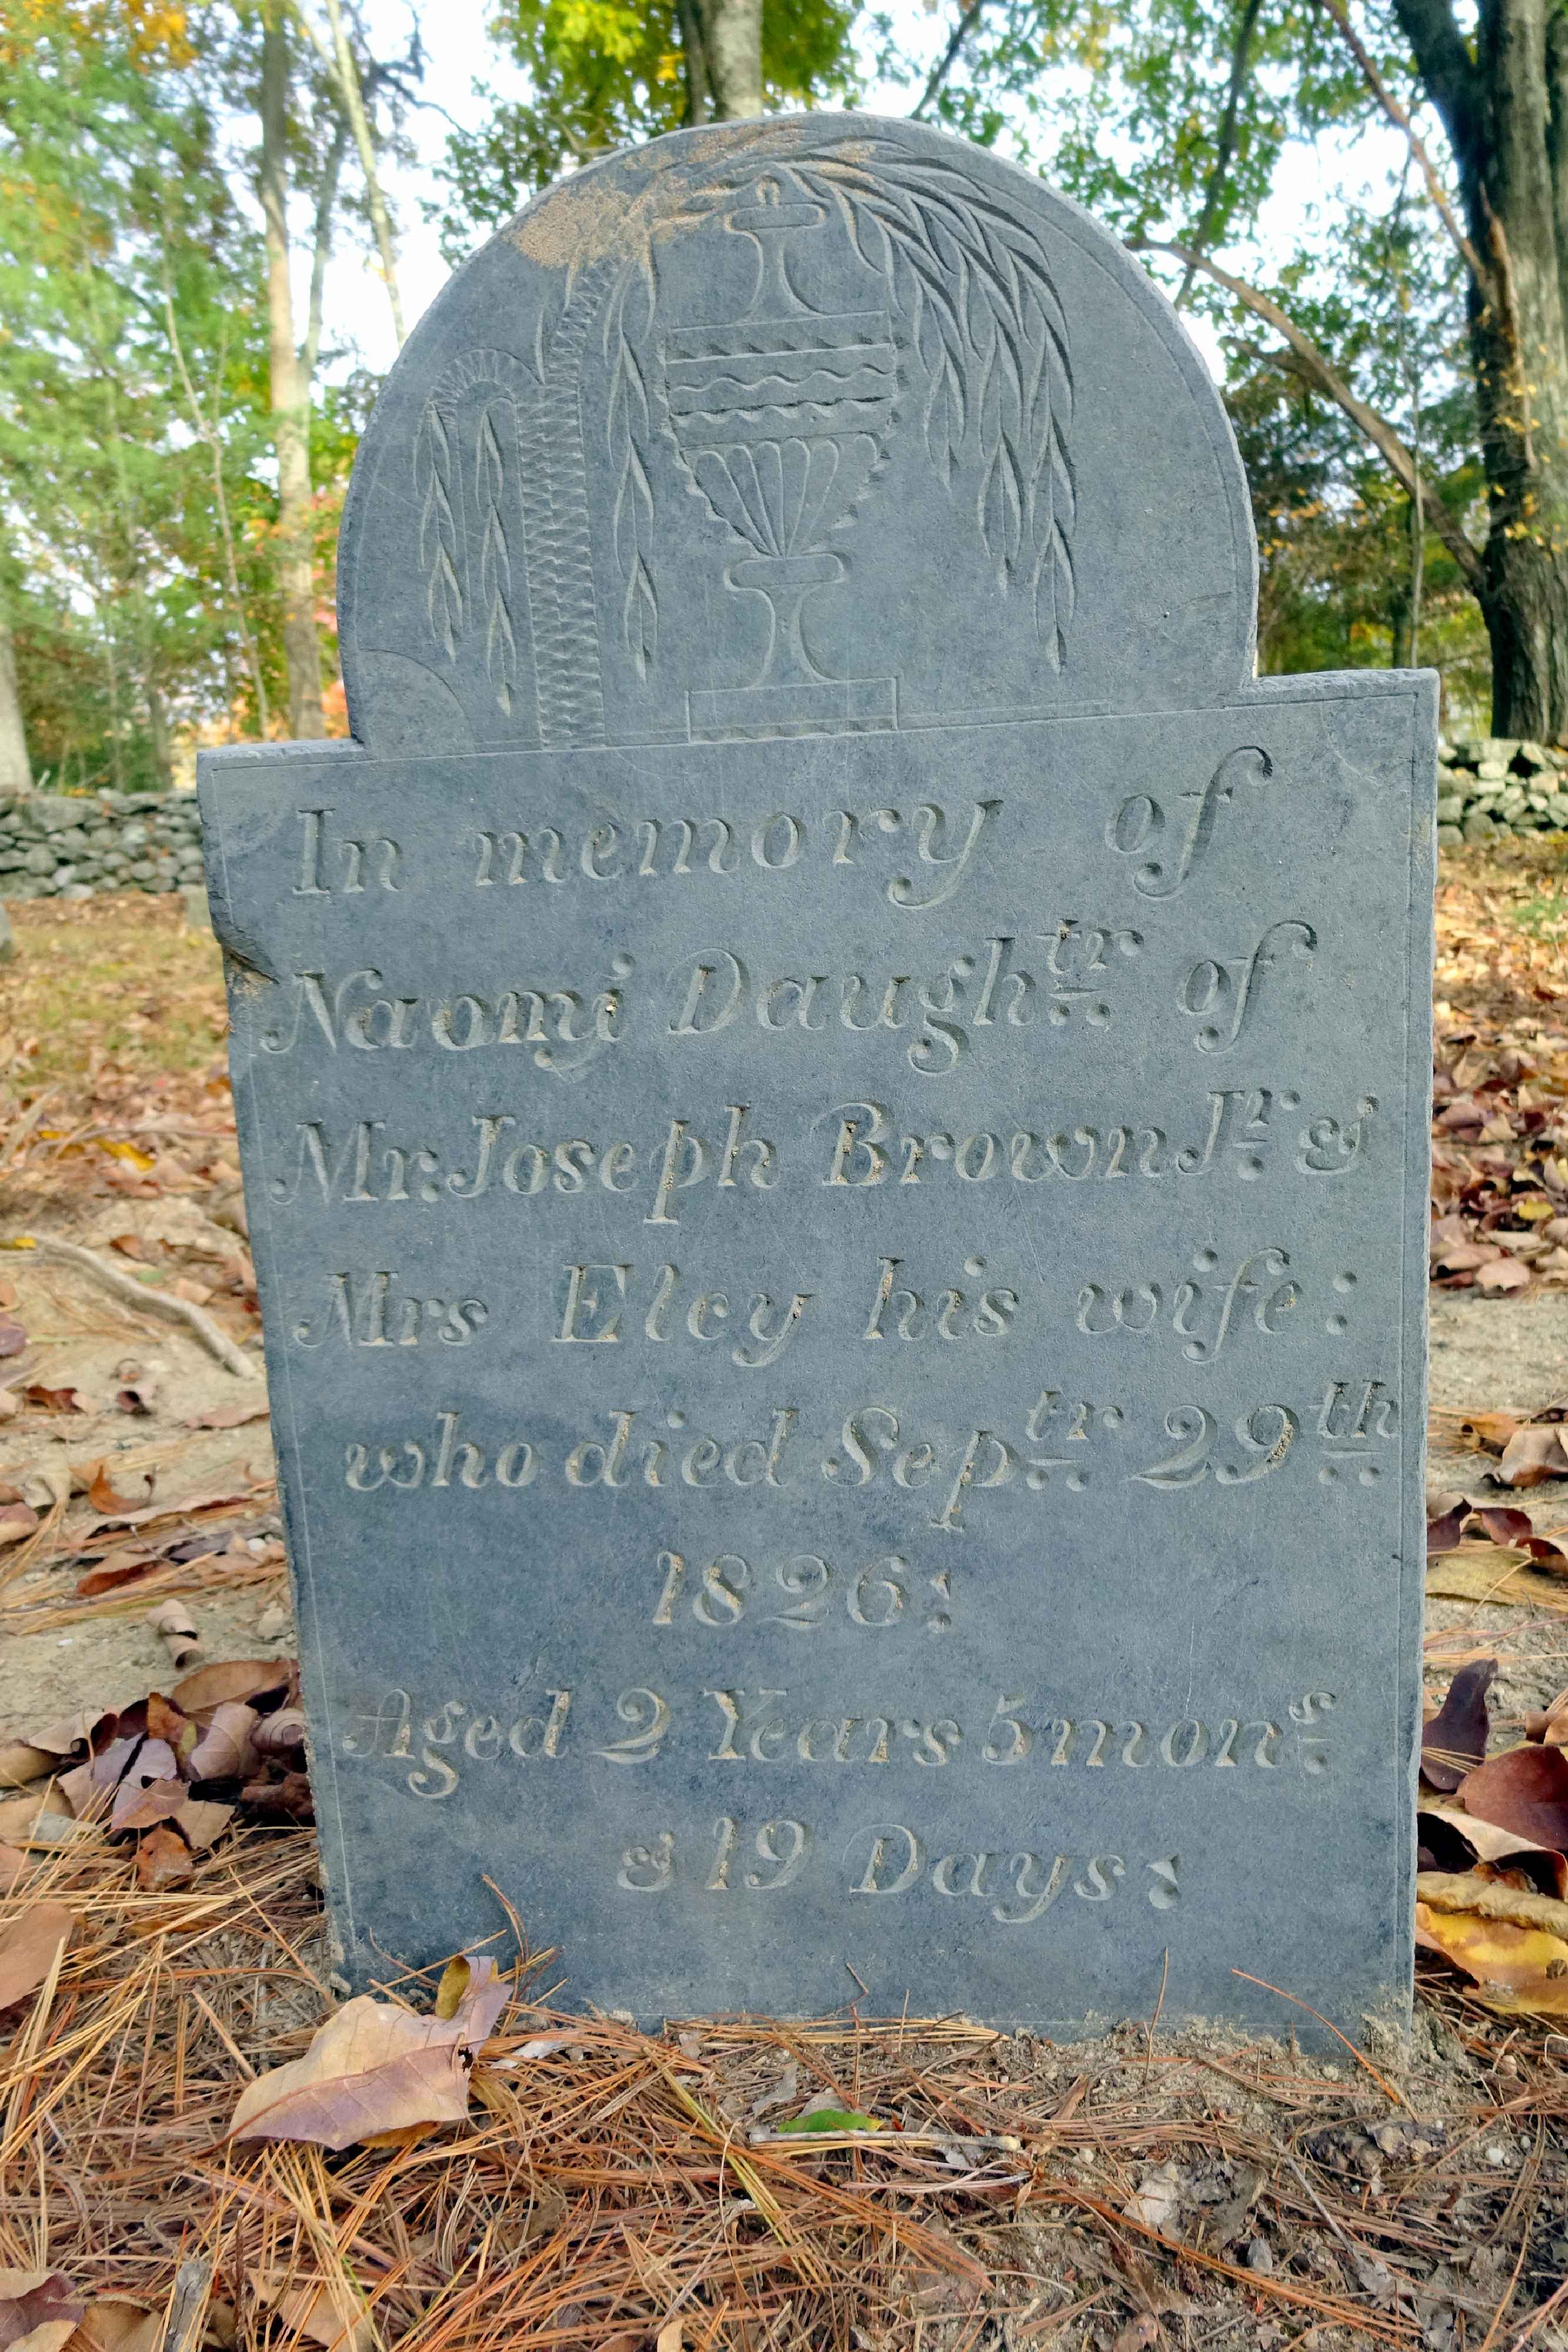 In memory of
Naomi Daughtr. of
Mr. Joseph Brown Jr. &
Mrs Elcy his wife:
who died Septr. 29th.
1826:
Aged 2 Years 5 mons.
& 19 Days: